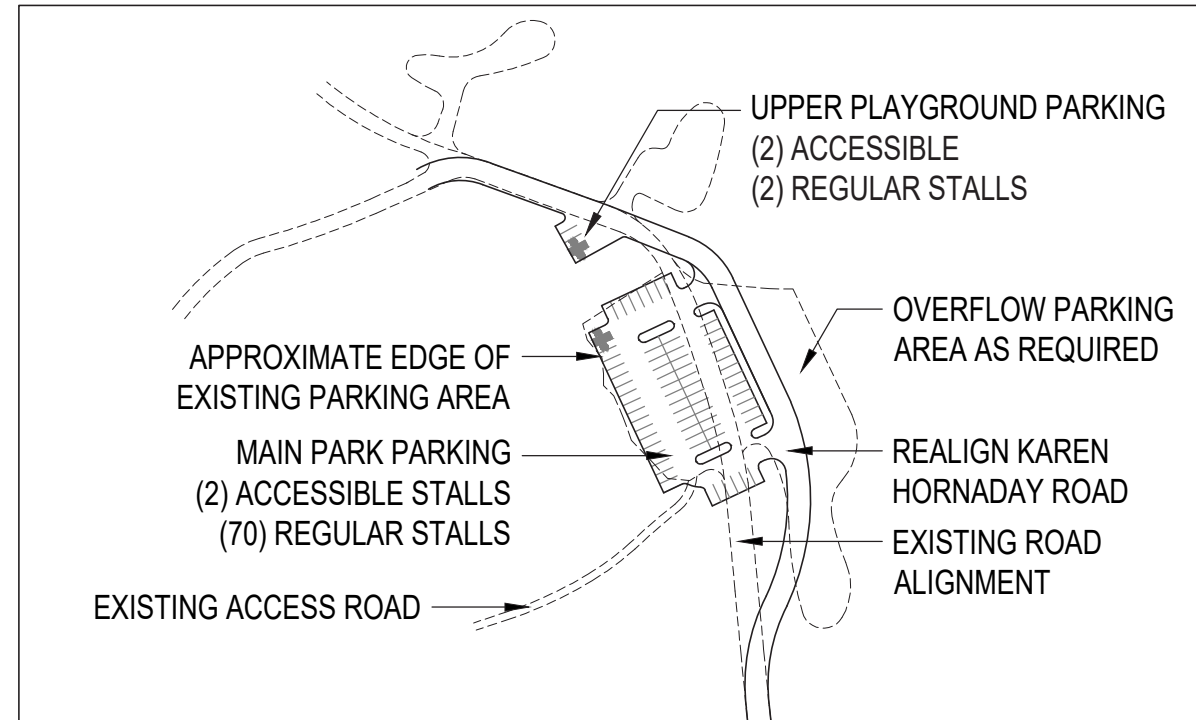 UPPER PLAYGROUND PARKING
(2) ACCESSIBLE
(2) REGULAR STALLS
OVERFLOW PARKING
AREA AS REQUIRED
APPROXIMATE EDGE OF
EXISTING PARKING AREA
MAIN PARK PARKING
(2) ACCESSIBLE STALLS
(70) REGULAR STALLS
REALIGN KAREN
HORNADAY ROAD
EXISTING ROAD
ALIGNMENT
EXISTING ACCESS ROAD